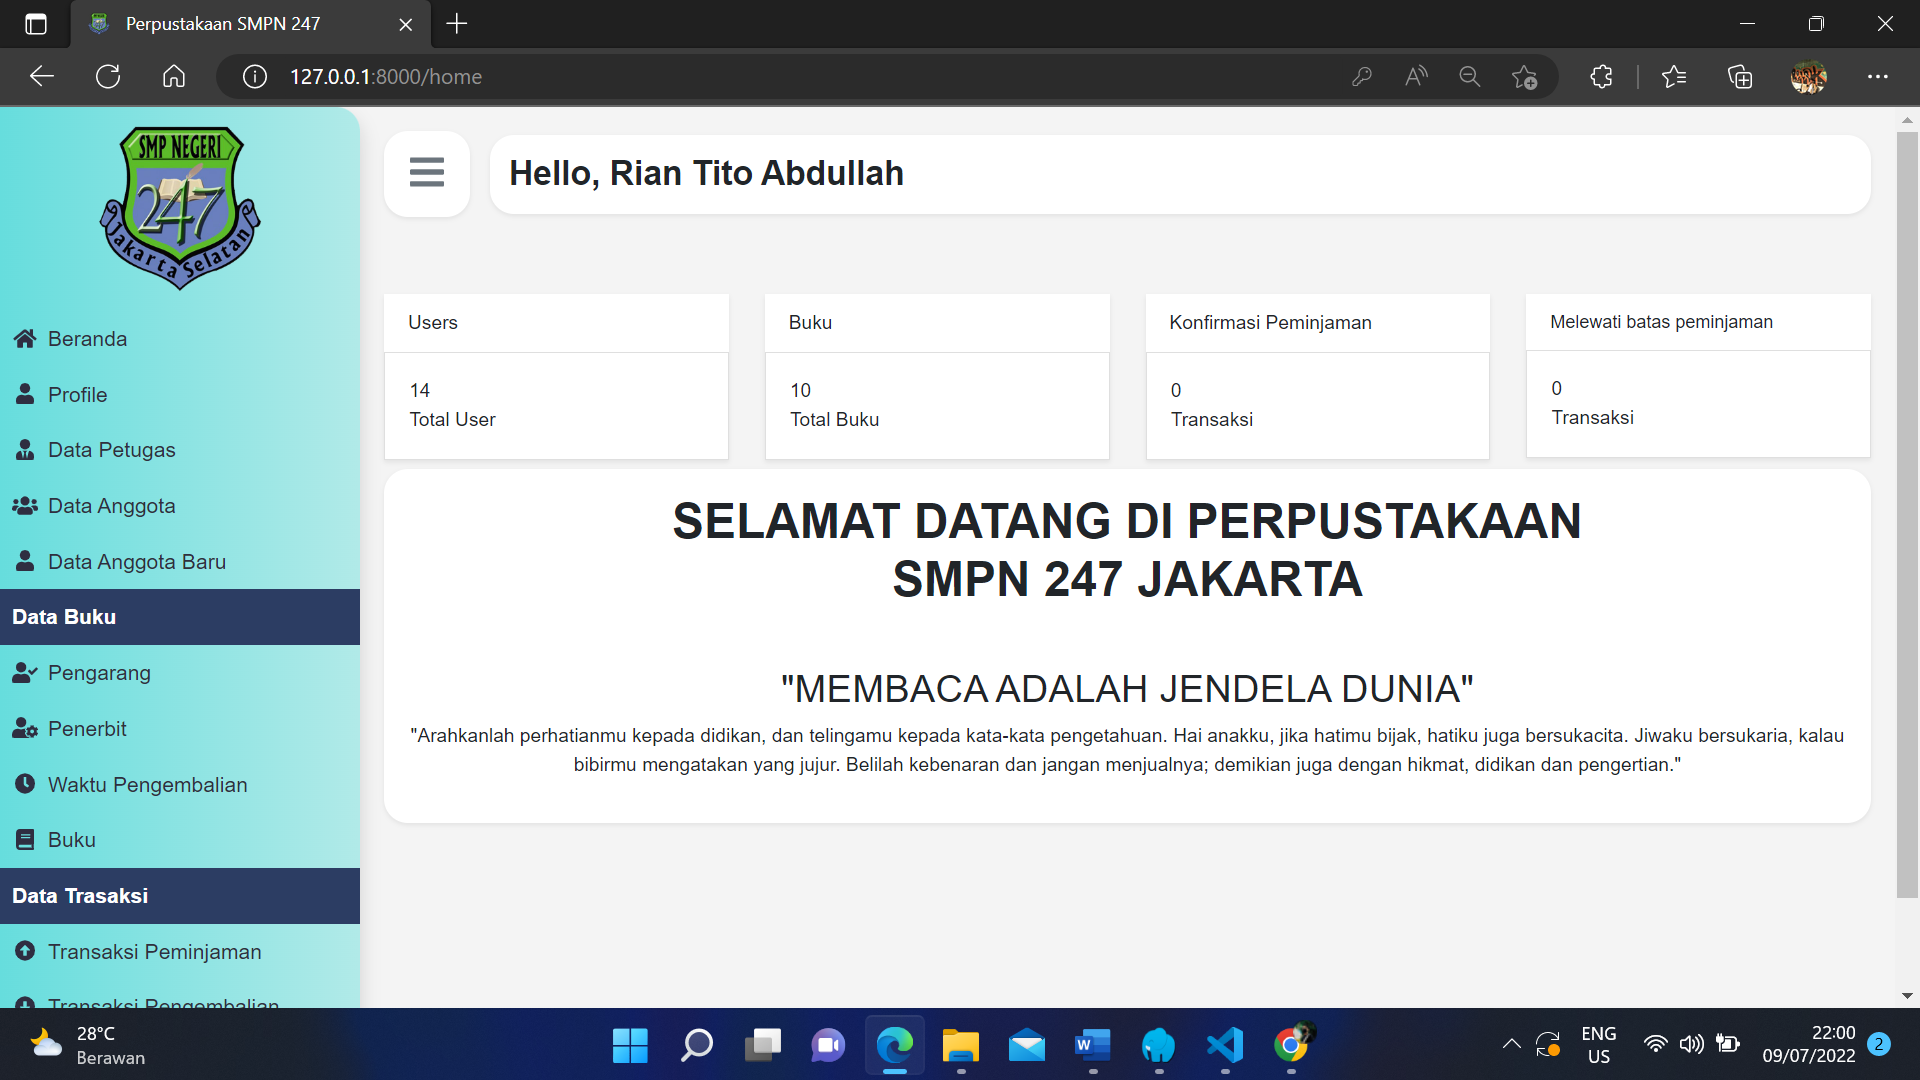 Perpustakaan SMPN 247
127.0.0.1:8000/home
SMP NEGERI
247
Jakarta Selatan
Hello, Rian Tito Abdullah
Beranda
Profile
Data Petugas
Data Anggota
Data Anggota Baru
Data Buku
Pengarang
Penerbit
Waktu Pengembalian
Buku
Data Trasaksi
Transaksi Peminjaman
Transaksi Pengembalian
Users
14
Total User
Buku
10
Total Buku
Konfirmasi Peminjaman
0
Transaksi
Melewati batas peminjaman
0
Transaksi
SELAMAT DATANG DI PERPUSTAKAAN
SMPN 247 JAKARTA
"MEMBACA ADALAH JENDELA DUNIA"
"Arahkanlah perhatianmu kepada didikan, dan telingamu kepada kata-kata pengetahuan. Hai anakku, jika hatimu bijak, hatiku juga bersukacita. Jiwaku bersukaria, kalau
bibirmu mengatakan yang jujur. Belilah kebenaran dan jangan menjualnya; demikian juga dengan hikmat, didikan dan pengertian."
28°C
Berawan
ENG
US
22:00
09/07/2022
2